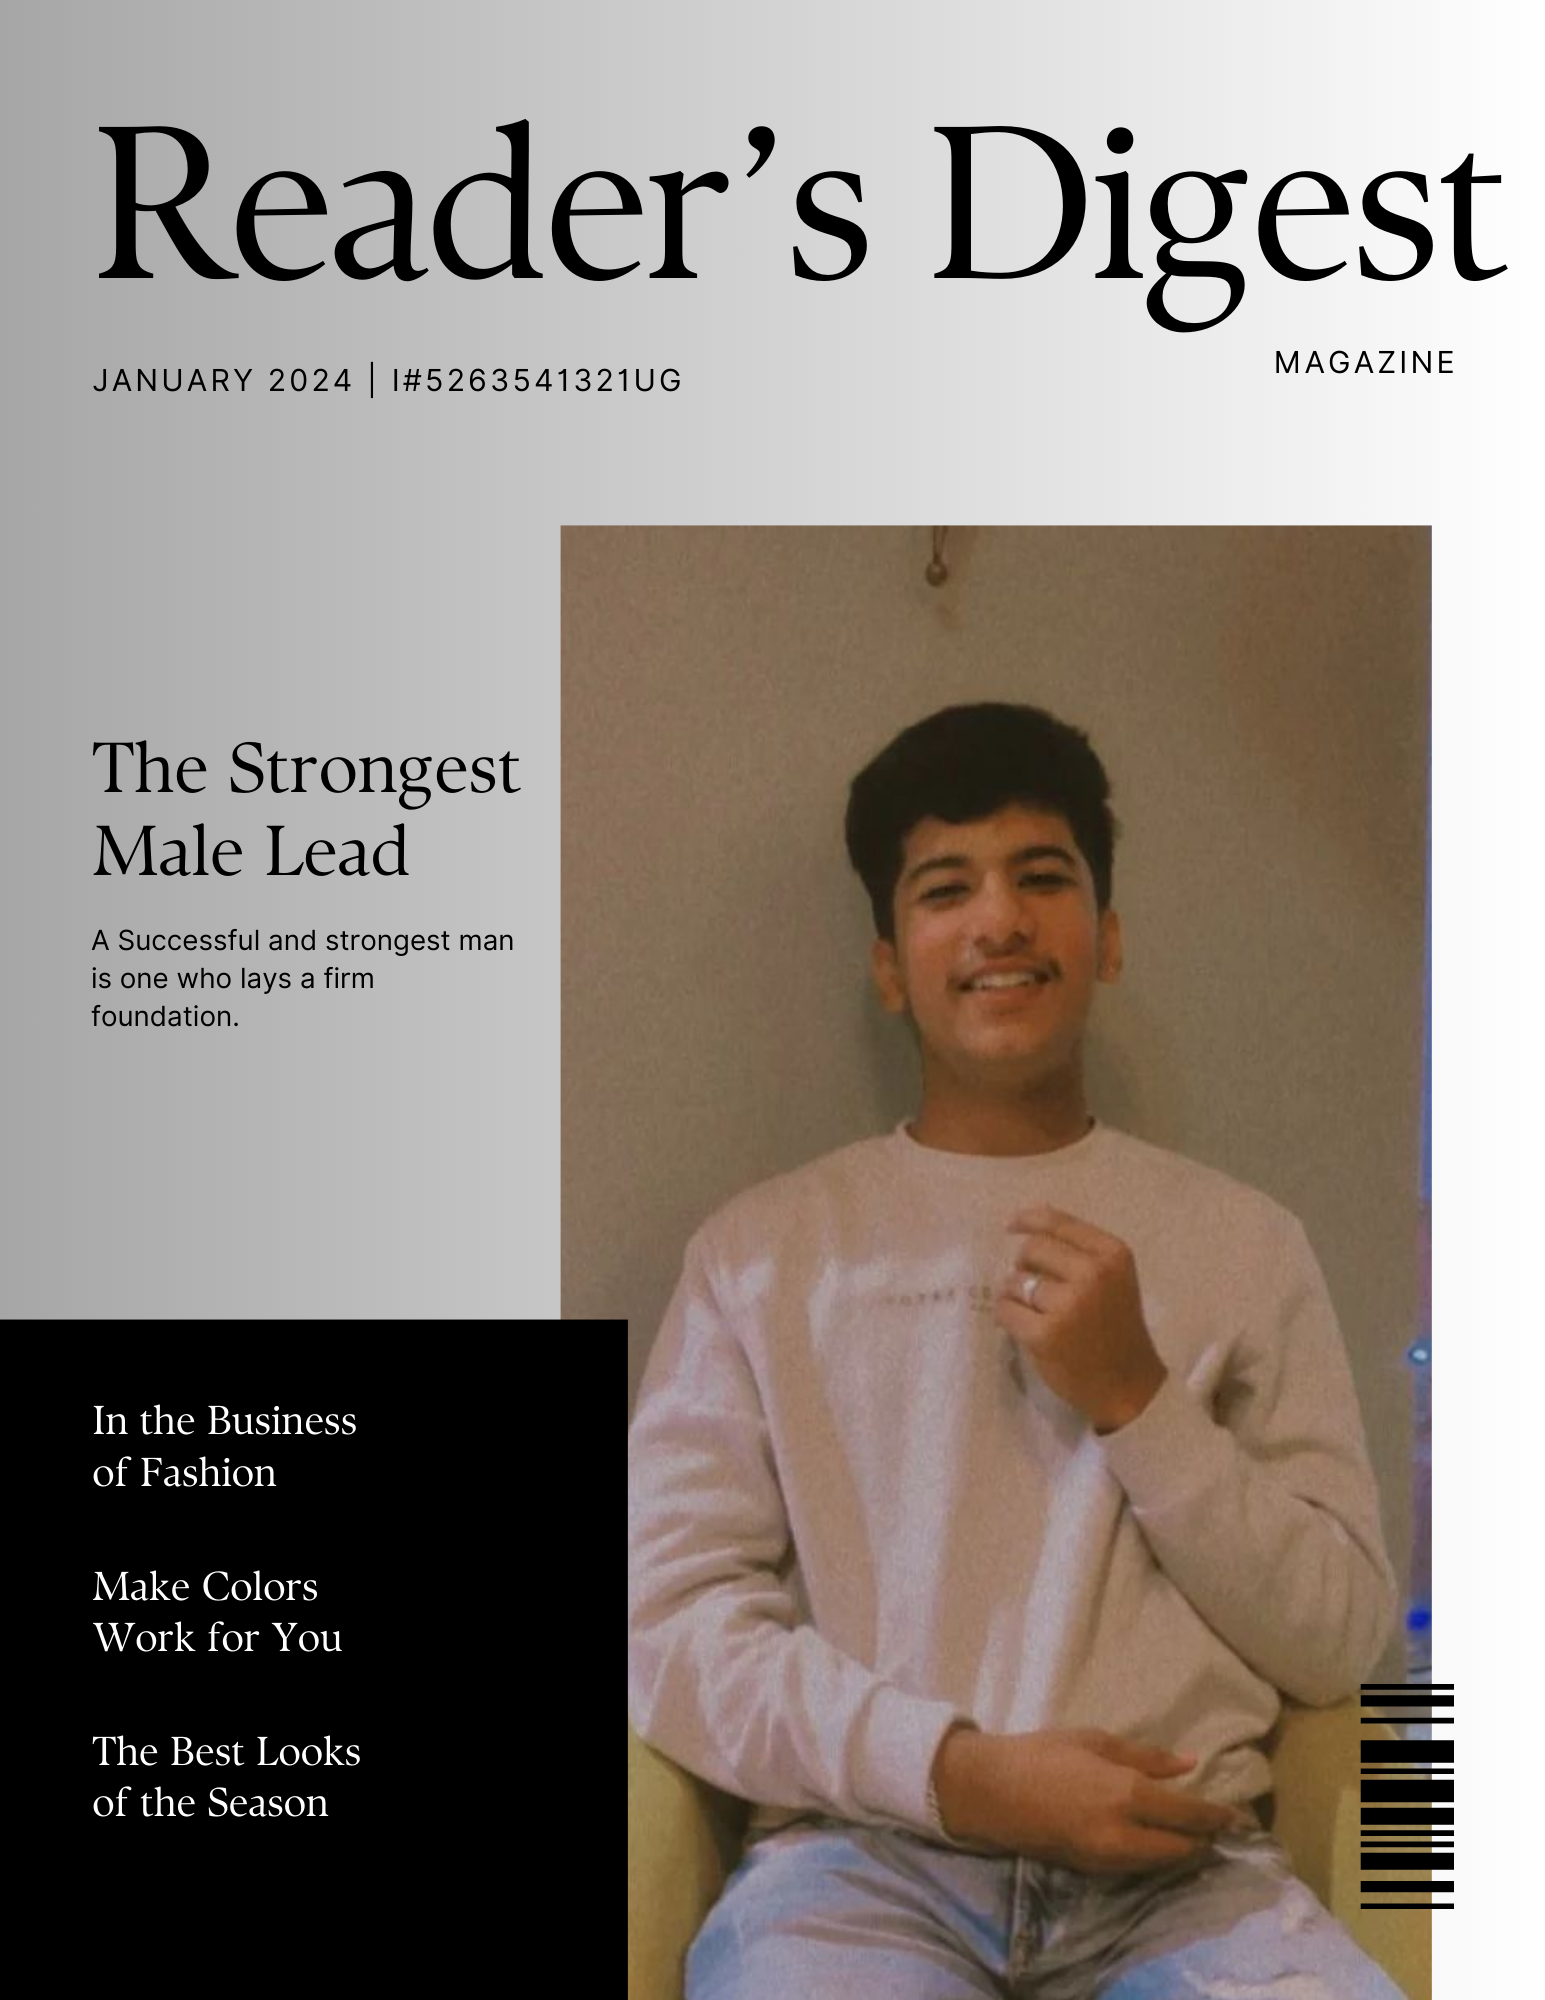 Reader’s Digest
MAGAZINE
JANUARY 2024 | I#5263541321UG
The Strongest
Male Lead
A Successful and strongest man
is one who lays a firm
foundation.
In the Business
of Fashion
Make Colors
Work for You
The Best Looks
of the Season